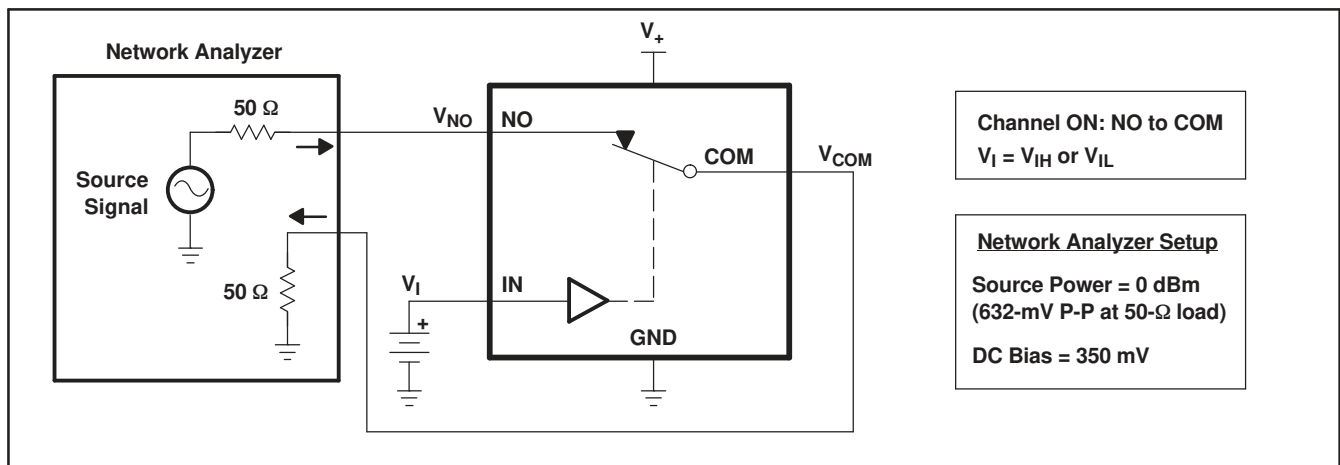 Network Analyzer
50 Ω
Source
Signal
50 Ω
V+
VNO
NO
COM
VCOM
VI
+
IN
GND
Channel ON: NO to COM
VI = VIH or VIL
Network Analyzer Setup
Source Power = 0 dBm
(632-mV P-P at 50-Ω load)
DC Bias = 350 mV